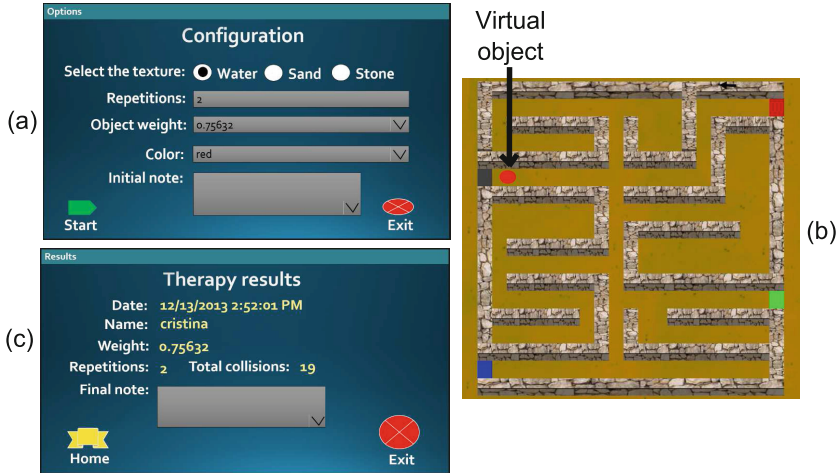 (a)
Options
Configuration
Select the texture: Water Sand Stone
Repetitions: 2
Object weight: 0.75632
Color: red
Initial note:
Start Exit
Virtual
object
(b)
(c)
Results
Therapy results
Date: 12/13/2013 2:52:01 PM
Name: cristina
Weight: 0.75632
Repetitions: 2 Total collisions: 19
Final note:
Home Exit